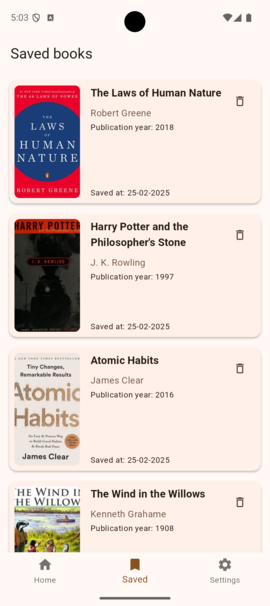 5:03
Saved books
THE LAWS OF
HUMAN
NATURE
ROBERT GREENE
The Laws of Human Nature
Robert Greene
Publication year: 2018
Saved at: 25-02-2025
HARRY POTTER
J. K. ROWLING
Harry Potter and the
Philosopher's Stone
J. K. Rowling
Publication year: 1997
Saved at: 25-02-2025
Tiny Changes,
Remarkable Results
Atomic
Habits
James Clear
Atomic Habits
James Clear
Publication year: 2016
Saved at: 25-02-2025
THE WIND IN
THE WILLOWS
The Wind in the Willows
Kenneth Grahame
Publication year: 1908
Home
Saved
Settings